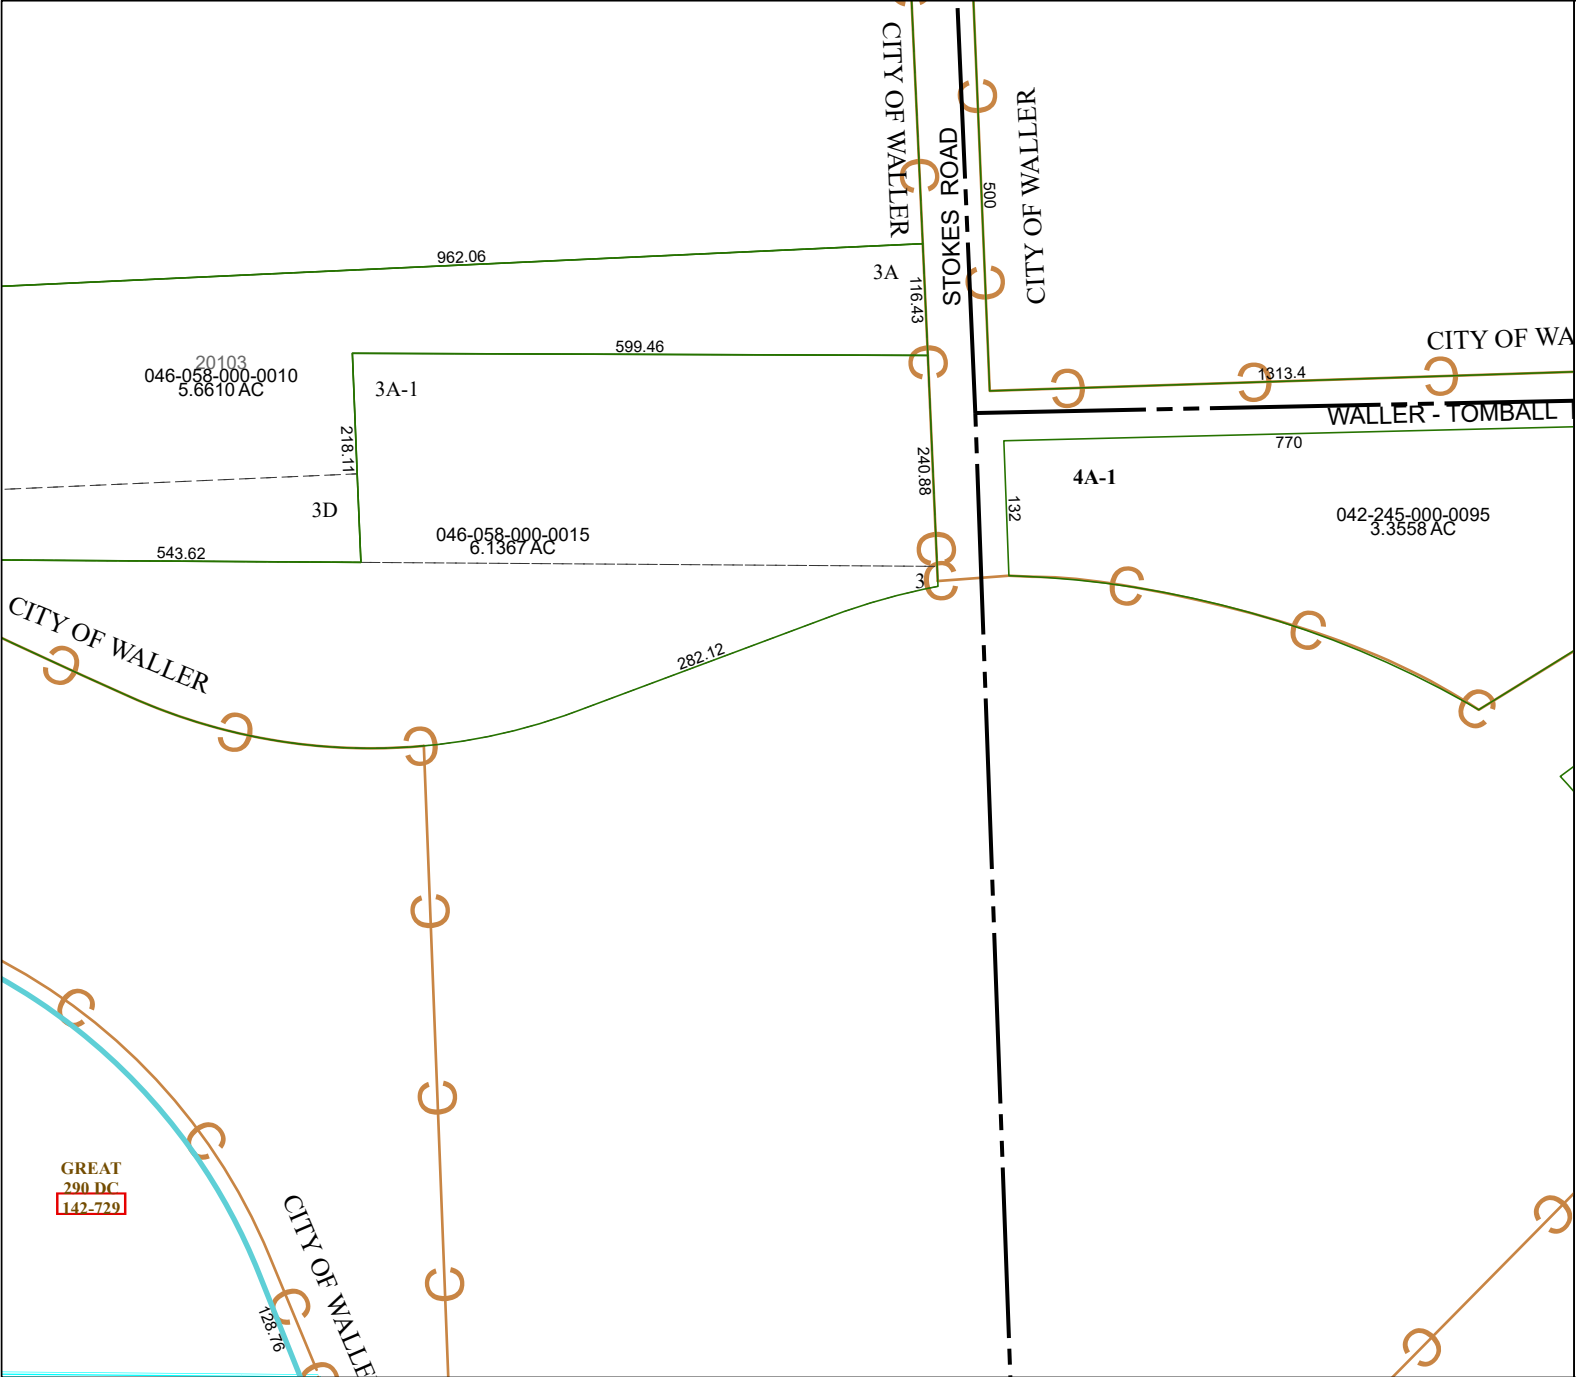 CITY OF WALLER
STOKES ROAD
500
CITY OF WALLER
962.06
3A
116.43
CITY OF WA
1313.4
WALLER - TOMBALL
770
599.46
20103
046-058-000-0010
5.6610 AC
3A-1
218.11
240.88
4A-1
132
042-245-000-0095
3.3558 AC
3D
046-058-000-0015
6.1367 AC
543.62
3
CITY OF WALLER
282.12
GREAT
290 DC
142-729
CITY OF WALLE
128.76